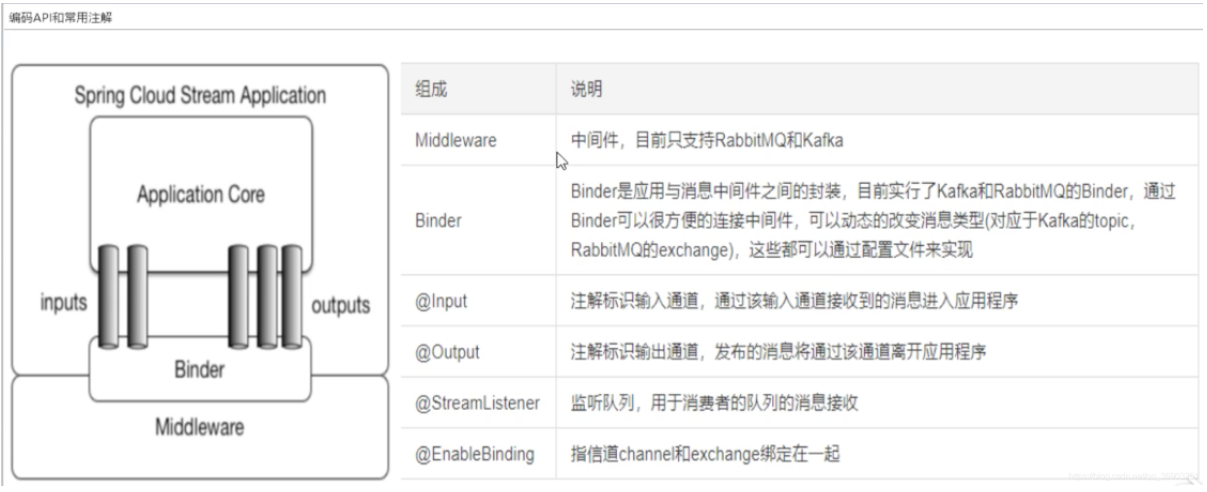 编码API和常用注解
Spring Cloud Stream Application
Application Core
inputs
outputs
Binder
Middleware
组成
说明
Middleware
中间件，目前只支持RabbitMQ和Kafka
Binder
Binder是应用与消息中间件之间的封装，目前实行了Kafka和RabbitMQ的Binder，通过
Binder可以很方便的连接中间件，可以动态的改变消息类型(对应于Kafka的topic，
RabbitMQ的exchange)，这些都可以通过配置文件来实现
@Input
注解标识输入通道，通过该输入通道接收到的消息进入应用程序
@Output
注解标识输出通道，发布的消息将通过该通道离开应用程序
@StreamListener
监听队列，用于消费者的队列的消息接收
@EnableBinding
指信道channel和exchange绑定在一起